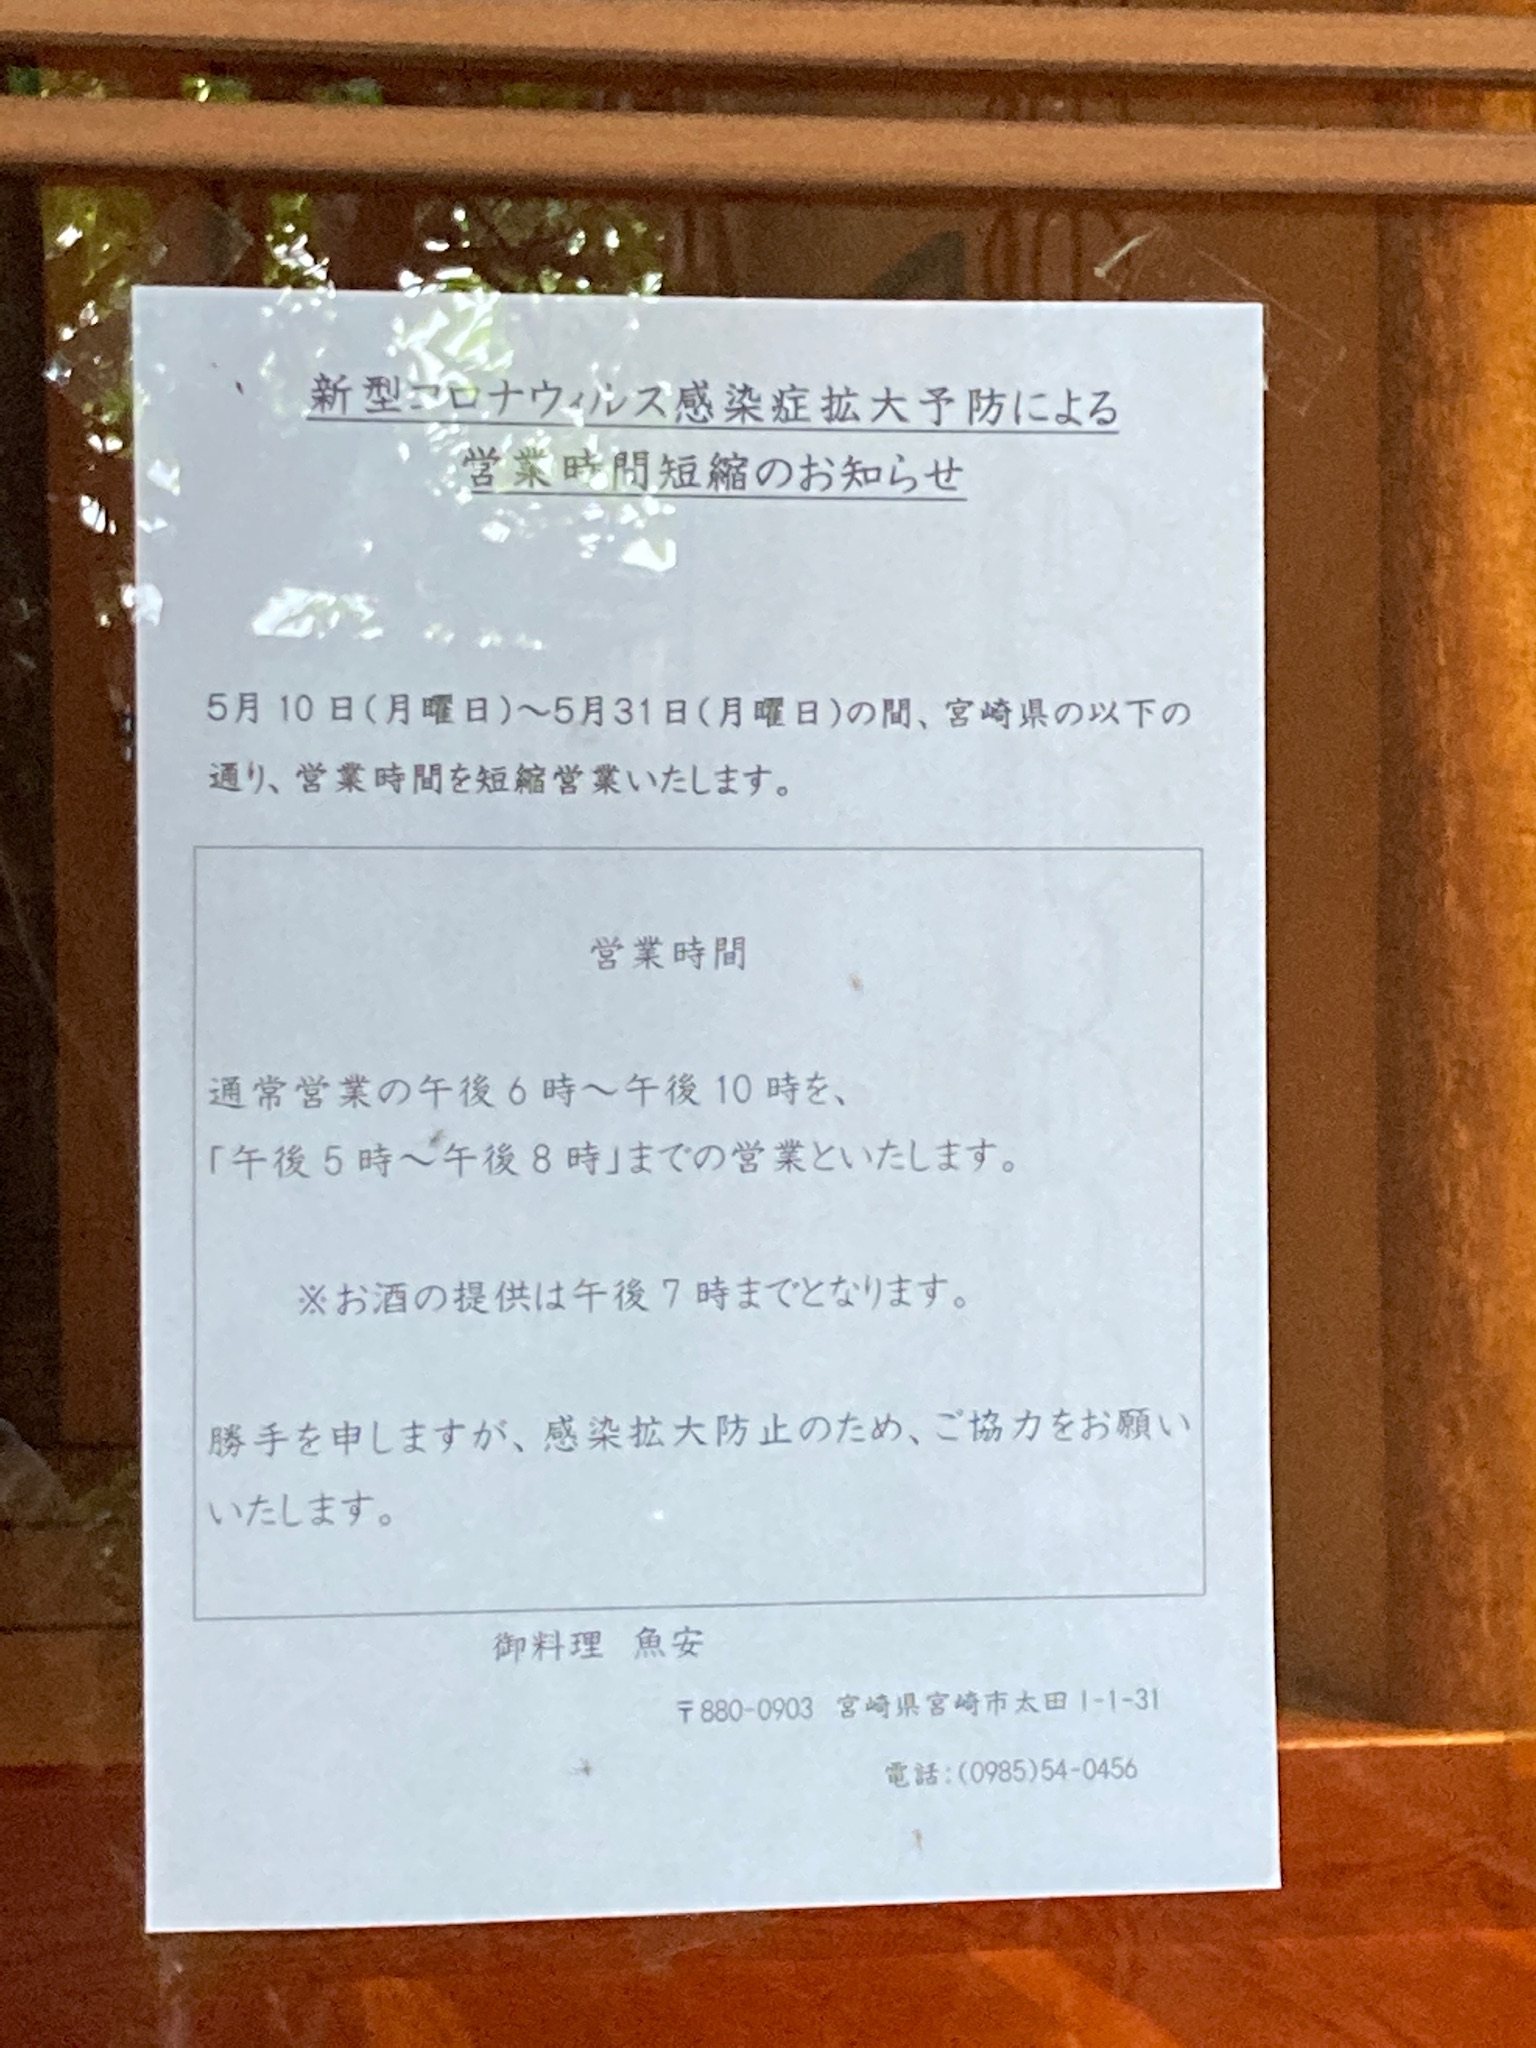 新型コロナウィルス感染症拡大予防による
営業時間短縮のお知らせ
5月10日(月曜日)～5月31日(月曜日)の間、宮崎県の以下の
通り、営業時間を短縮営業いたします。
営業時間
通常営業の午後6時～午後10時を、
「午後5時～午後8時」までの営業といたします。
※お酒の提供は午後7時までとなります。
勝手を申しますが、感染拡大防止のため、ご協力をお願い
いたします。
御料理 魚安
〒880-0903 宮崎県宮崎市太田1-1-31
電話:(0985)54-0456